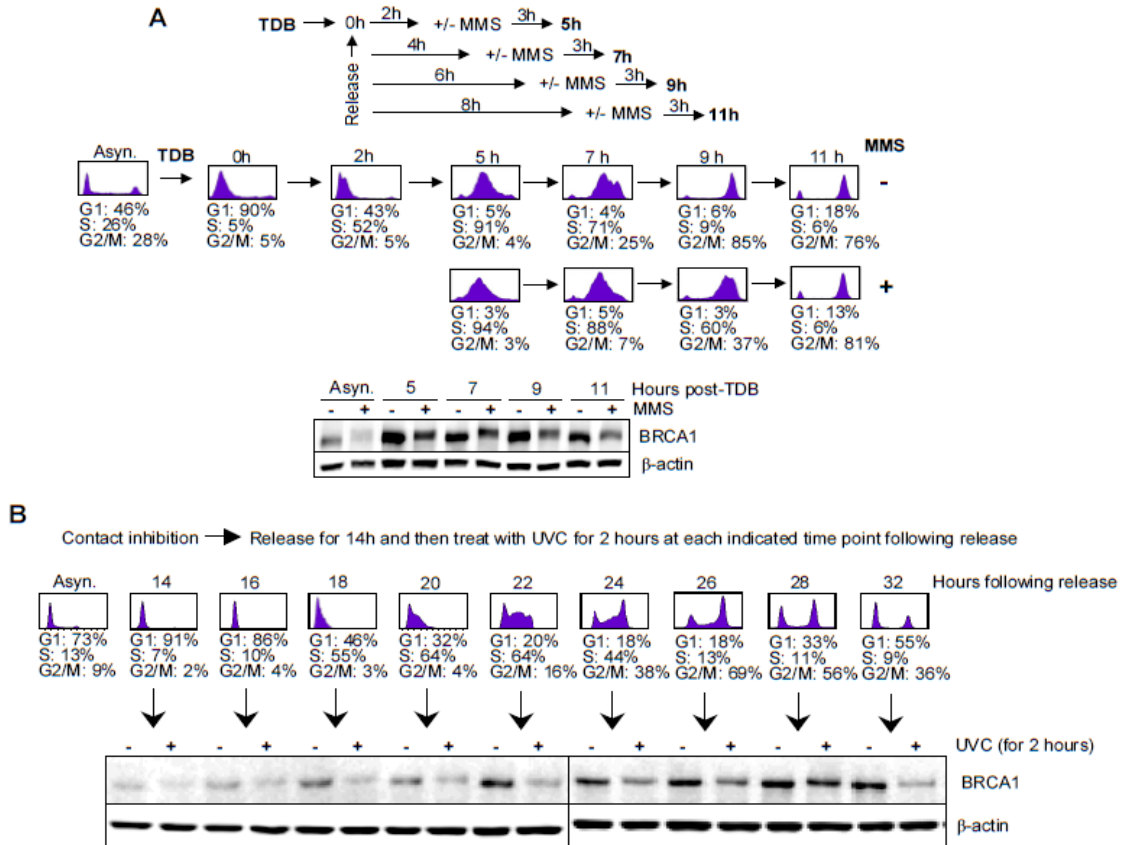 A
TDB 0h 2h +/- MMS 3h 5h
4h +/- MMS 3h 7h
6h +/- MMS 3h 9h
8h +/- MMS 3h 11h
Release
Asyn. TDB 0h 2h 5 h 7 h 9 h 11 h MMS
-
G1: 46% G1: 90% G1: 43% G1: 5% G1: 4% G1: 6% G1: 18%
S: 26% S: 5% S: 52% S: 91% S: 71% S: 9% S: 6%
G2/M: 28% G2/M: 5% G2/M: 5% G2/M: 4% G2/M: 25% G2/M: 85% G2/M: 76%
+
G1: 3% G1: 5% G1: 3% G1: 13%
S: 94% S: 88% S: 60% S: 6%
G2/M: 3% G2/M: 7% G2/M: 37% G2/M: 81%
Asyn. 5 7 9 11 Hours post-TDB
- + - + - + - + - + MMS
BRCA1
β-actin
B
Contact inhibition Release for 14h and then treat with UVC for 2 hours at each indicated time point following release
Asyn. 14 16 18 20 22 24 26 28 32 Hours following release
G1: 73% G1: 91% G1: 86% G1: 46% G1: 32% G1: 20% G1: 18% G1: 18% G1: 33% G1: 55%
S: 13% S: 7% S: 10% S: 55% S: 64% S: 64% S: 44% S: 13% S: 11% S: 9%
G2/M: 9% G2/M: 2% G2/M: 4% G2/M: 3% G2/M: 4% G2/M: 16% G2/M: 38% G2/M: 69% G2/M: 56% G2/M: 36%
- + - + - + - + - + - + - + - + - + UVC (for 2 hours)
BRCA1
β-actin